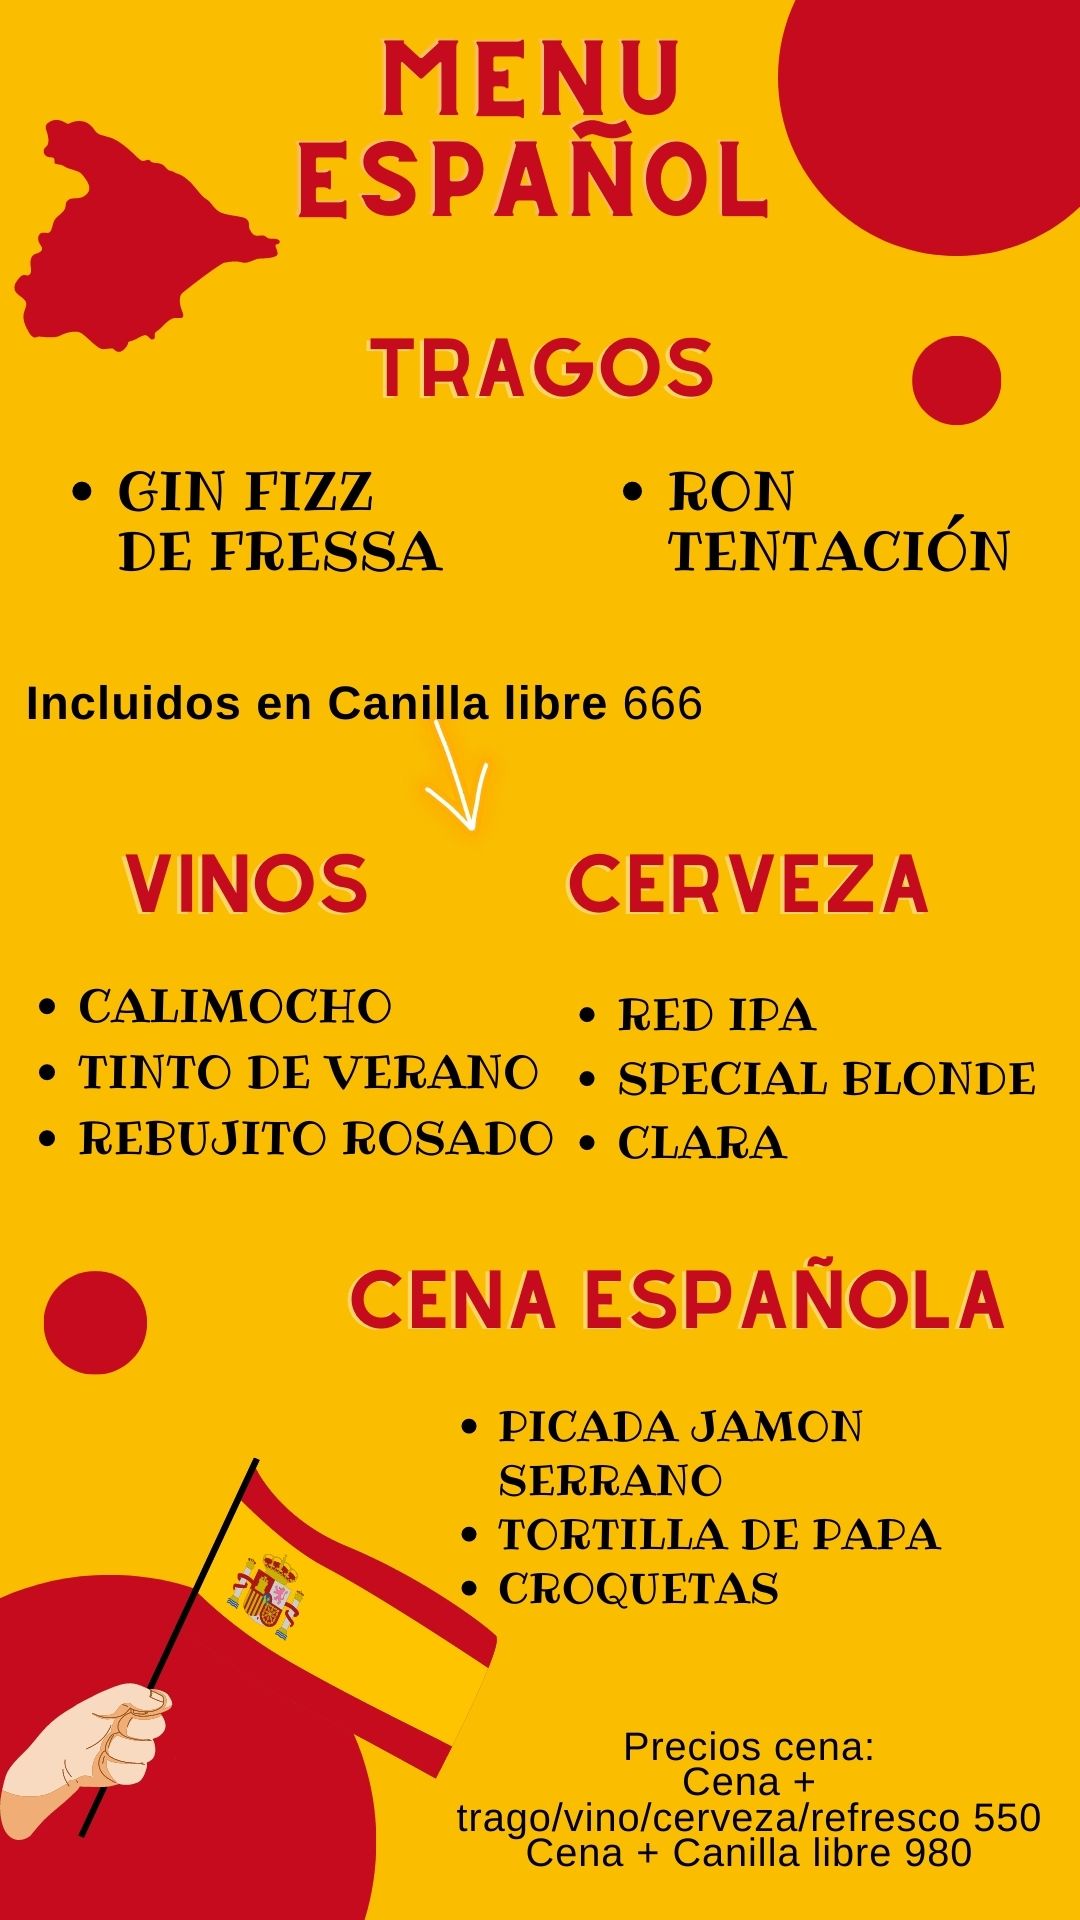 MENU
ESPAÑOL
TRAGOS
GIN FIZZ
DE FRESSA
RON
TENTACIÓN
Incluidos en Canilla libre 666
VINOS
CERVEZA
CALIMOCHO
TINTO DE VERANO
REBUJITO ROSADO
RED IPA
SPECIAL BLONDE
CLARA
CENA ESPAÑOLA
PICADA JAMON
SERRANO
TORTILLA DE PAPA
CROQUETAS
Precios cena:
Cena +
trago/vino/cerveza/refresco 550
Cena + Canilla libre 980